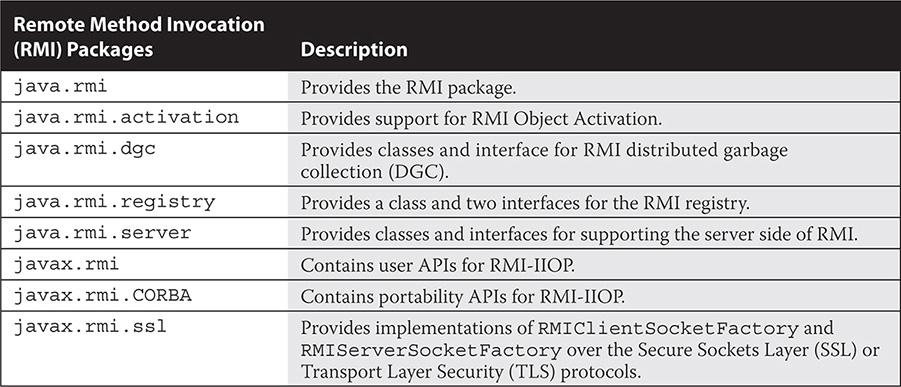 Remote Method Invocation
(RMI) Packages Description
java.rmi Provides the RMI package.
java.rmi.activation Provides support for RMI Object Activation.
java.rmi.dgc Provides classes and interface for RMI distributed garbage
collection (DGC).
java.rmi.registry Provides a class and two interfaces for the RMI registry.
java.rmi.server Provides classes and interfaces for supporting the server side of RMI.
javax.rmi Contains user APIs for RMI-IIOP.
javax.rmi.CORBA Contains portability APIs for RMI-IIOP.
javax.rmi.ssl Provides implementations of RMIClientSocketFactory and
RMIServerSocketFactory over the Secure Sockets Layer (SSL) or
Transport Layer Security (TLS) protocols.